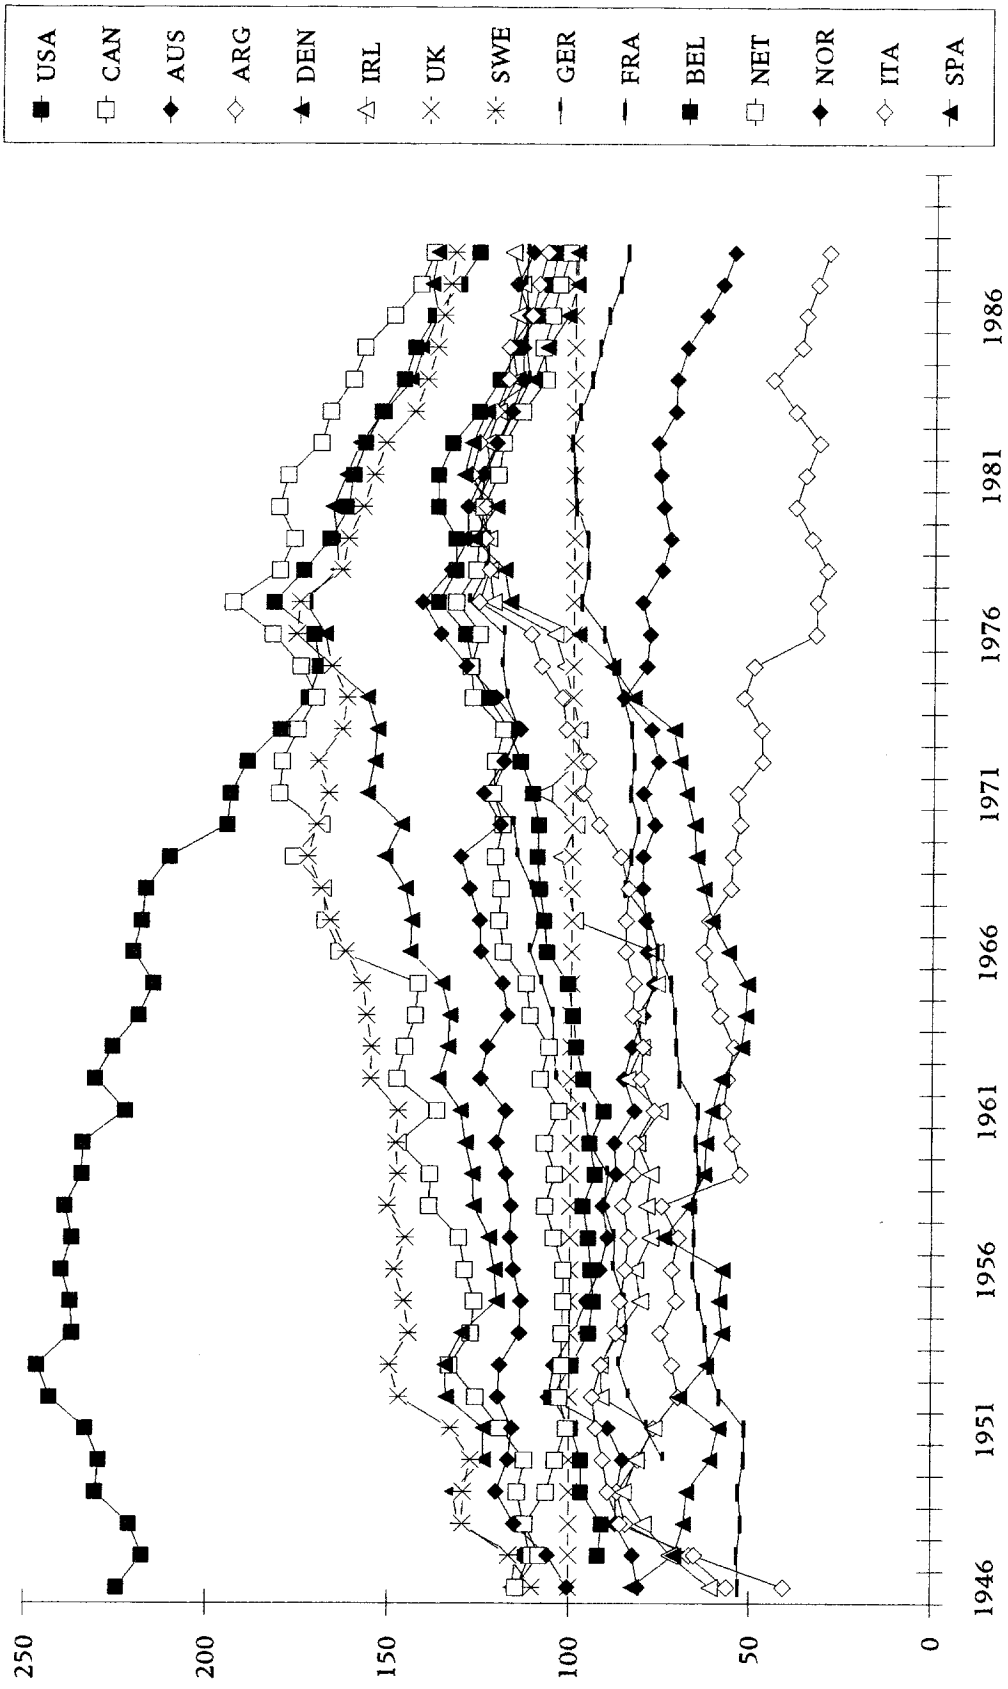 250
200
150
100
50
0
1946
1951
1956
1961
1966
1971
1976
1981
1986
USA
CAN
AUS
ARG
DEN
IRL
UK
SWE
GER
FRA
BEL
NET
NOR
ITA
SPA